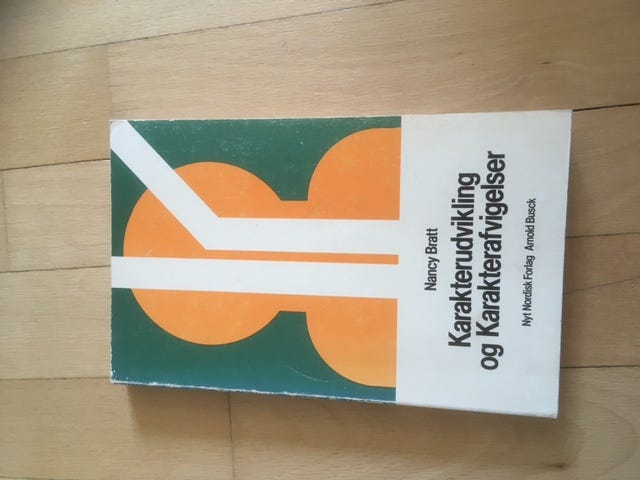 Nancy Bratt
Karakterudvikling
og Karakterafvigelser
Nyt Nordisk Forlag Arnold Busck